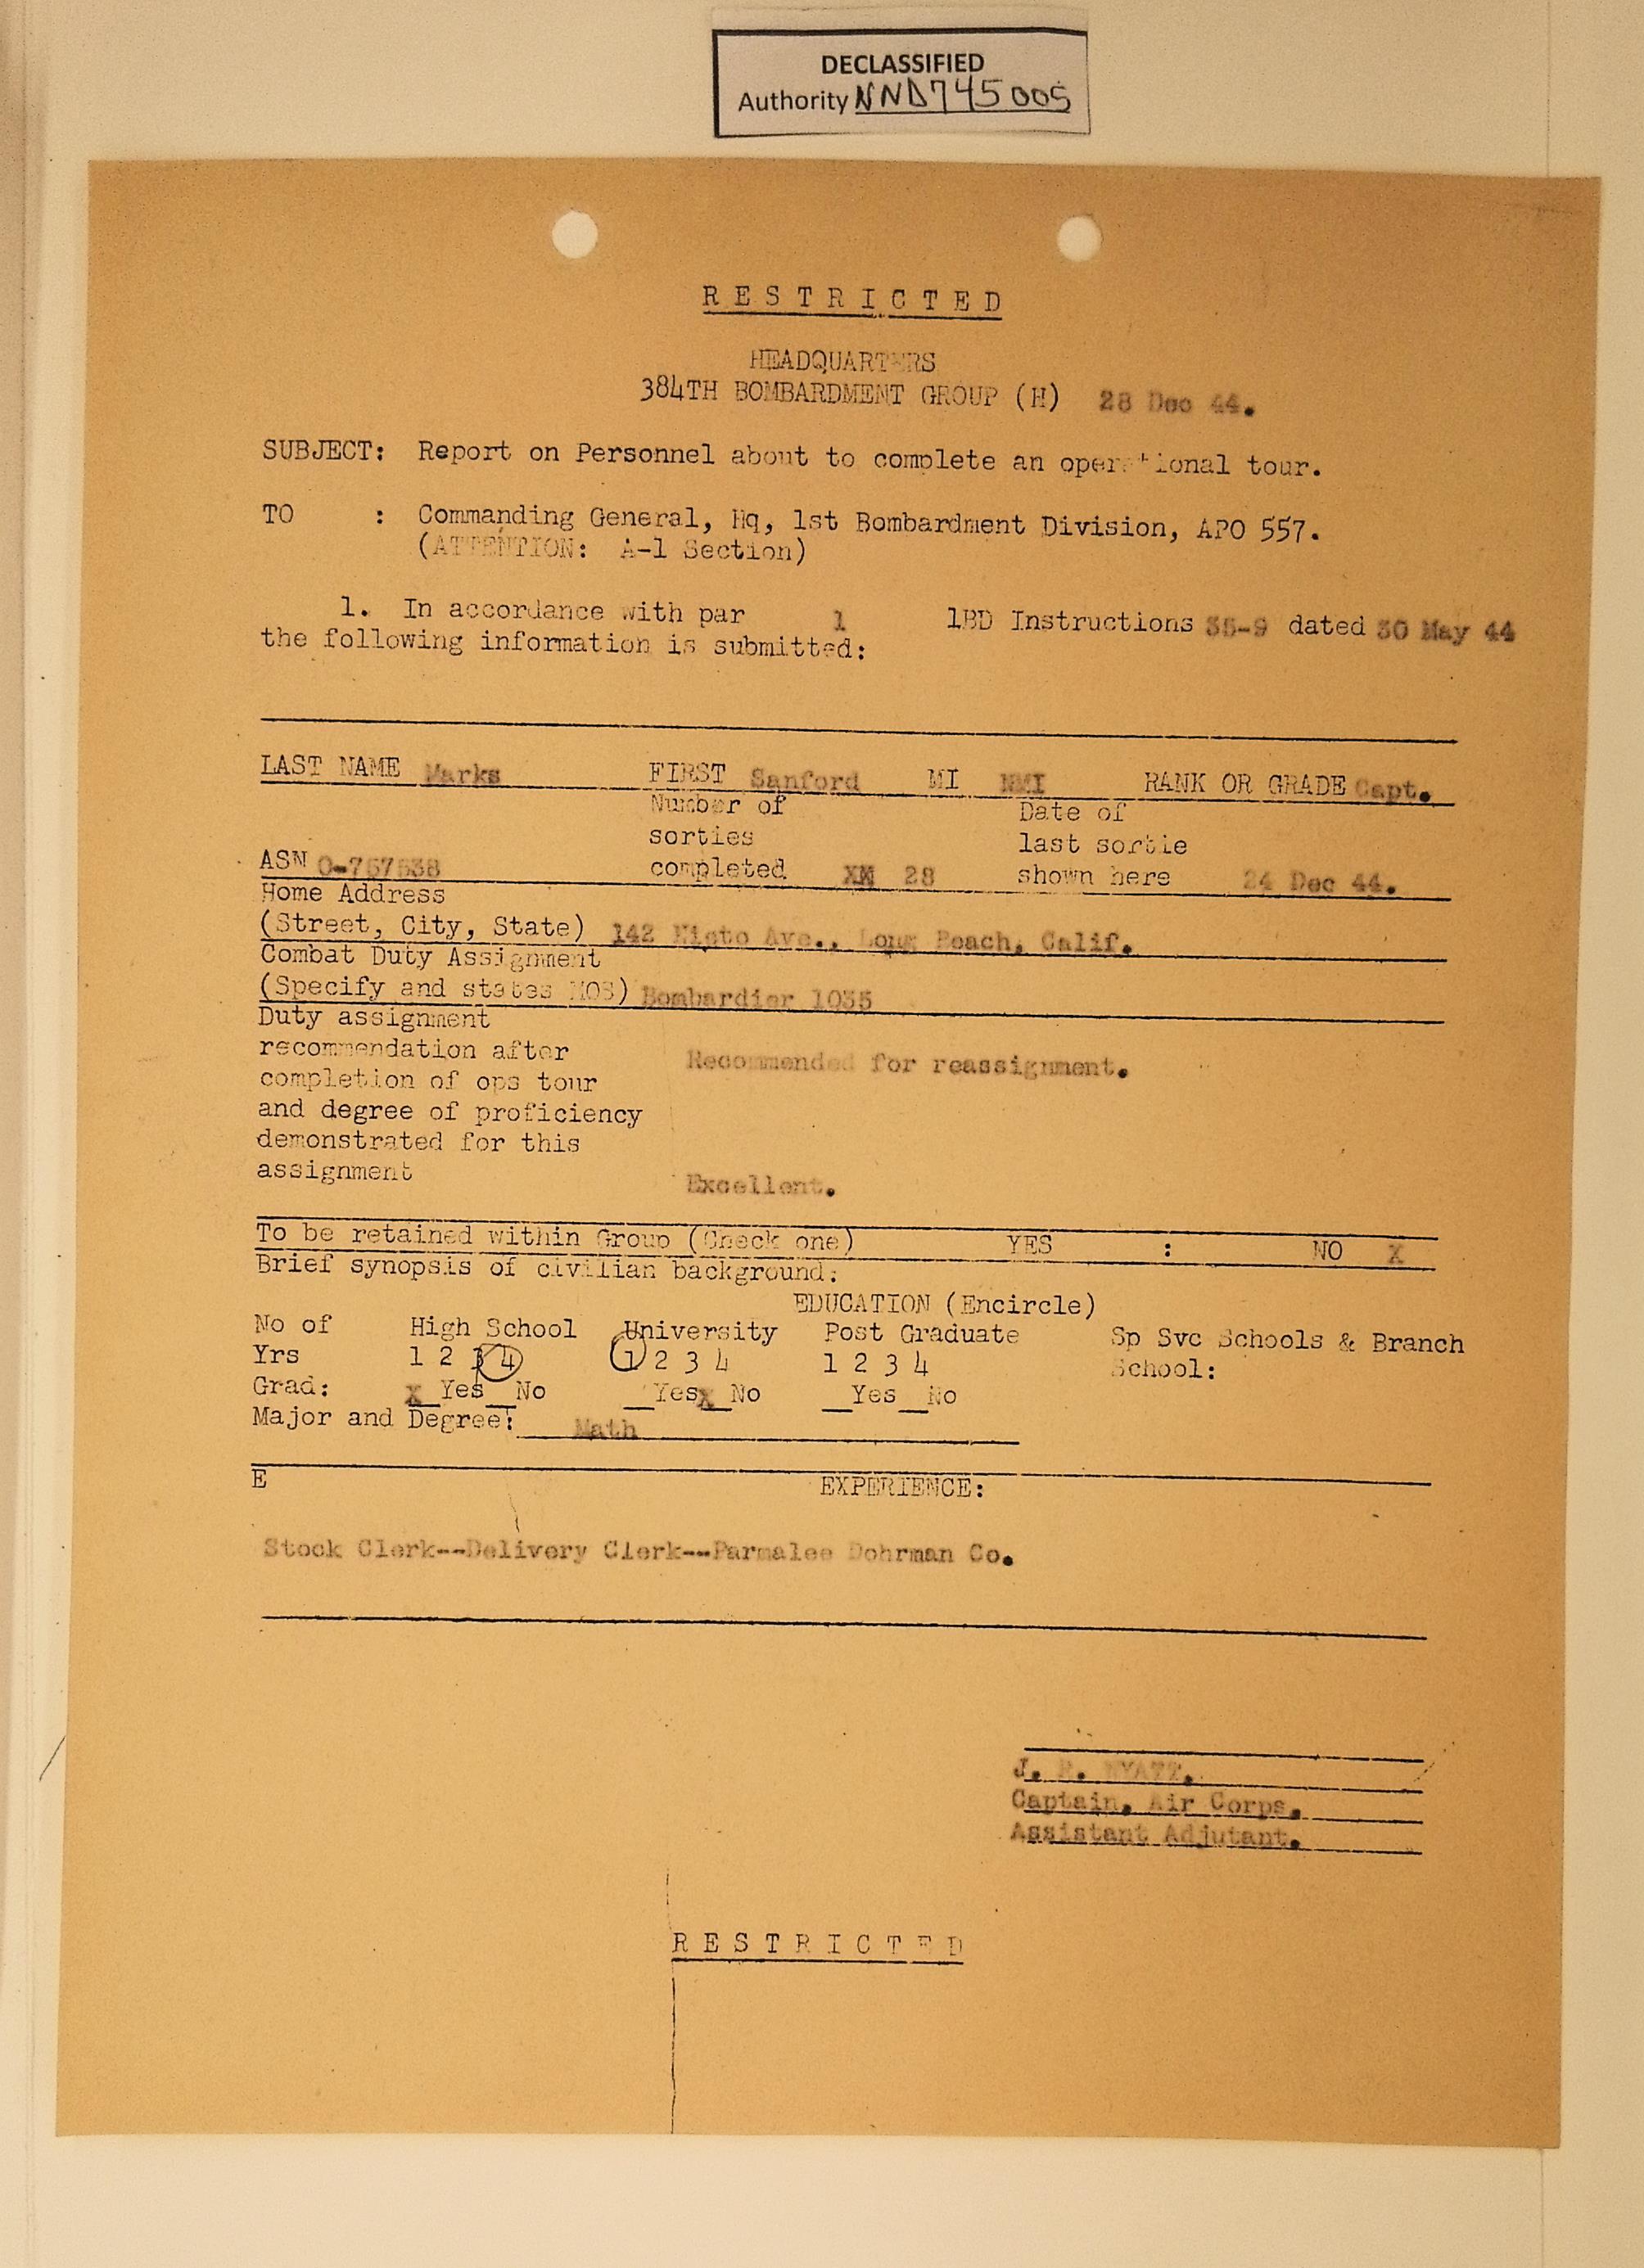 DECLASSIFIED
Authority NND745005
R E S T R I C T E D
HEADQUARTERS
384TH BOMBARDMENT GROUP (H) 28 Dec 44.
SUBJECT: Report on Personnel about to complete an operational tour.
TO : Commanding General, Hq, 1st Bombardment Division, APO 557.
(ATTENTION: A-1 Section)
1. In accordance with par 1 1BD Instructions 35-9 dated 30 May 44
the following information is submitted:
LAST NAME Marks FIRST Sanford MI NMI RANK OR GRADE Capt.
Number of Date of
sorties last sortie
ASN O-757538 completed XM 28 shown here 24 Dec 44.
Home Address
(Street, City, State) 142 Ave., Long Beach, Calif.
Combat Duty Assignment
(Specify and states MOS) Bombardier 1035
Duty assignment
recommendation after
completion of ops tour Recommended for reassignment.
and degree of proficiency
demonstrated for this
assignment Excellent.
To be retained within Group (Check one) YES : NO X
Brief synopsis of civilian background:
EDUCATION (Encircle)
No of High School University Post Graduate Sp Svc Schools & Branch
Yrs 1 2 3 4 1 2 3 4 1 2 3 4 School:
Grad: x Yes No Yes x No Yes No
Major and Degree: Math
E EXPERIENCE:
Stock Clerk--Delivery Clerk--Parmalee Dohrman Co.
J. WYATT.
Captain, Air Corps.
Assistant Adjutant.
R E S T R I C T E D